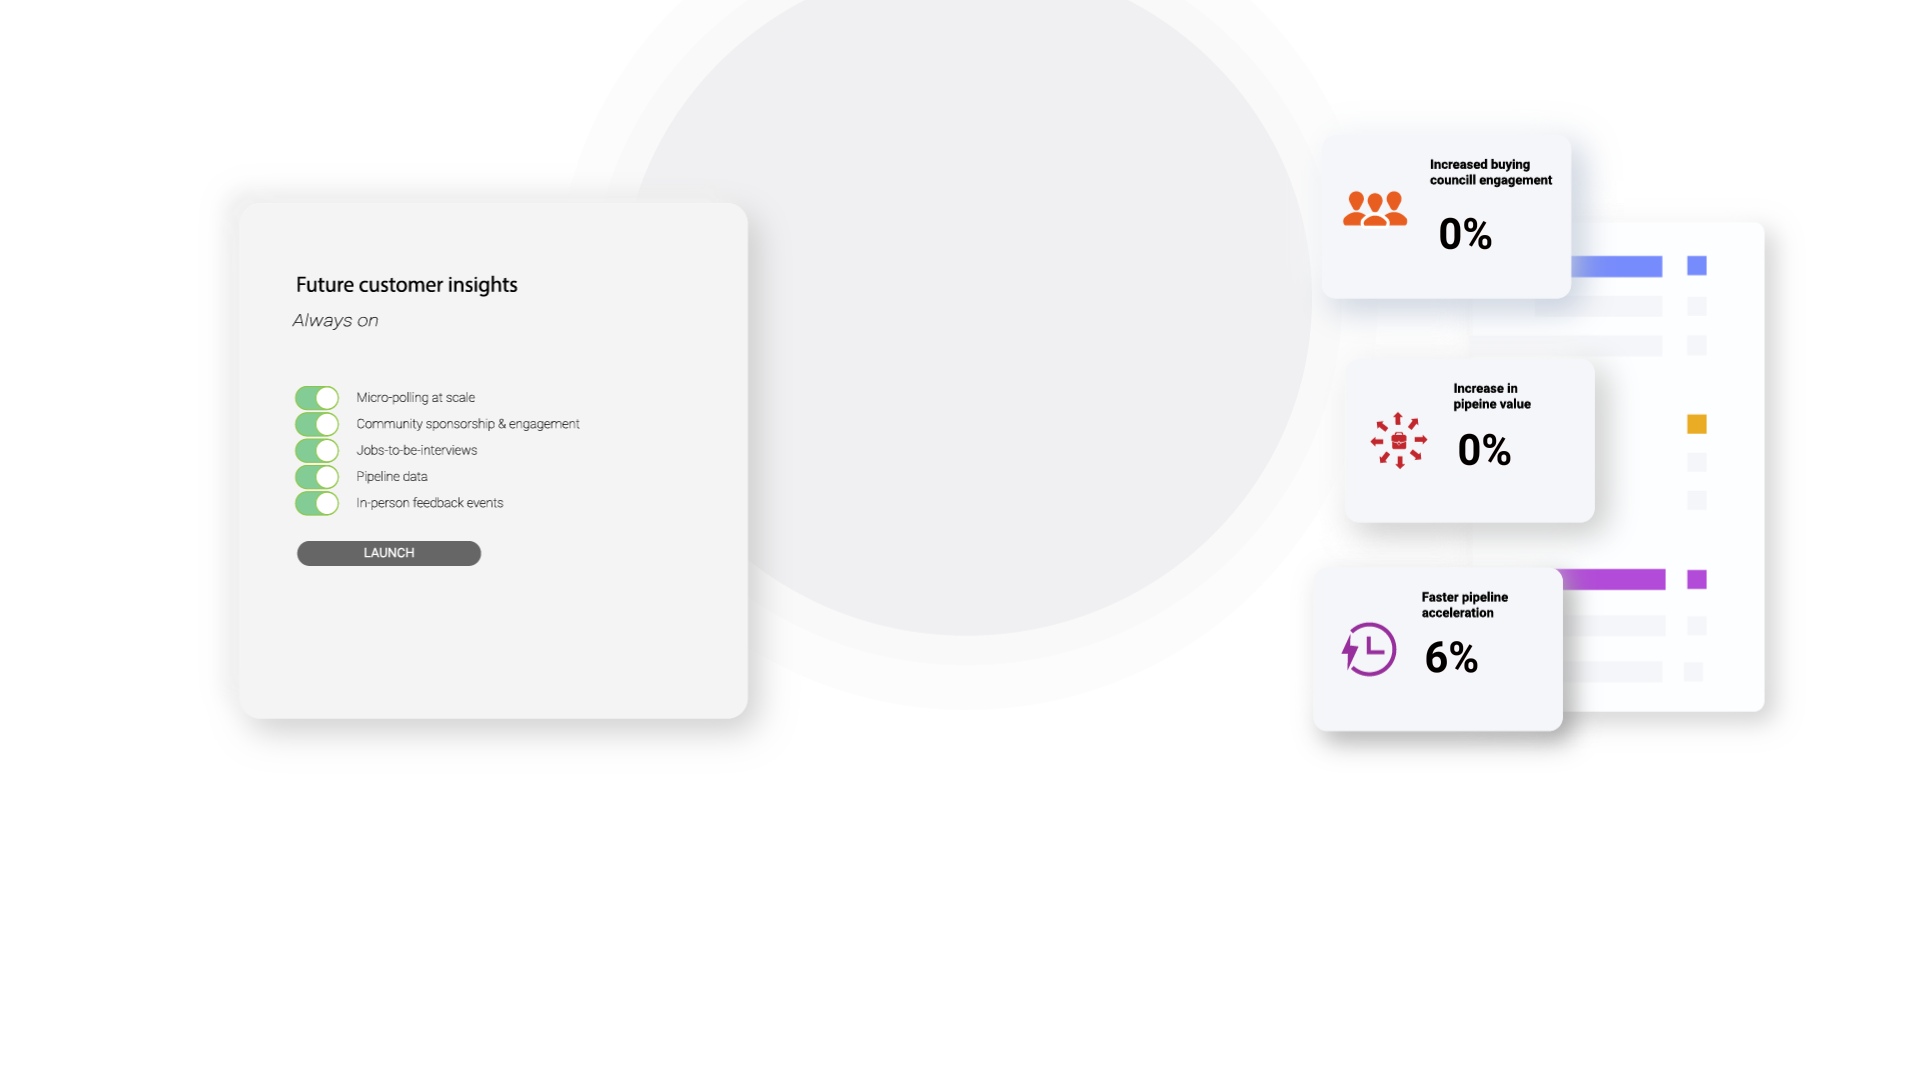 Future customer insights
Always on
Micro-polling at scale
Community sponsorship & engagement
Jobs-to-be-interviews
Pipeline data
In-person feedback events
LAUNCH
Increased buying
councill engagement
0%
Increase in
pipeine value
0%
Faster pipeline
acceleration
6%